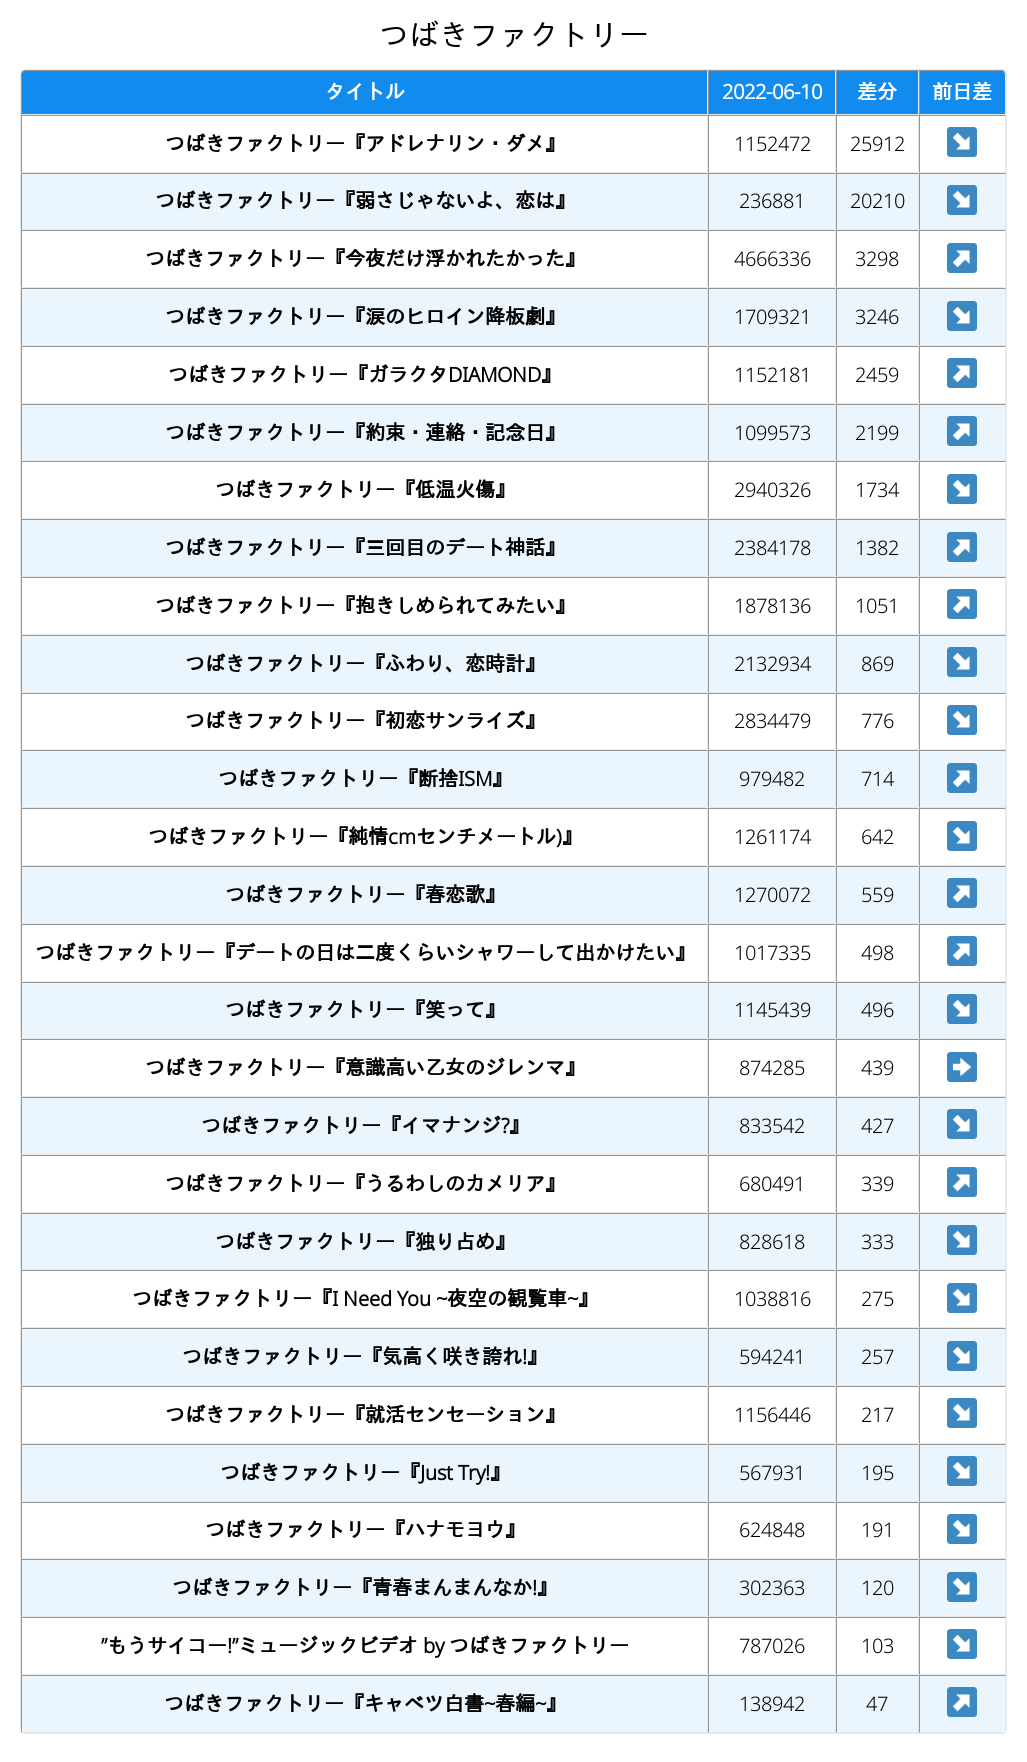 つばきファクトリー
タイトル 2022-06-10 差分 前日差
つばきファクトリー『アドレナリン・ダメ』 1152472 25912 ↘
つばきファクトリー『弱さじゃないよ、恋は』 236881 20210 ↘
つばきファクトリー『今夜だけ浮かれたかった』 4666336 3298 ↗
つばきファクトリー『涙のヒロイン降板劇』 1709321 3246 ↘
つばきファクトリー『ガラクタDIAMOND』 1152181 2459 ↗
つばきファクトリー『約束・連絡・記念日』 1099573 2199 ↗
つばきファクトリー『低温火傷』 2940326 1734 ↘
つばきファクトリー『三回目のデート神話』 2384178 1382 ↗
つばきファクトリー『抱きしめられてみたい』 1878136 1051 ↗
つばきファクトリー『ふわり、恋時計』 2132934 869 ↘
つばきファクトリー『初恋サンライズ』 2834479 776 ↘
つばきファクトリー『断捨ISM』 979482 714 ↗
つばきファクトリー『純情cmセンチメートル)』 1261174 642 ↘
つばきファクトリー『春恋歌』 1270072 559 ↗
つばきファクトリー『デートの日は二度くらいシャワーして出かけたい』 1017335 498 ↗
つばきファクトリー『笑って』 1145439 496 ↘
つばきファクトリー『意識高い乙女のジレンマ』 874285 439 ➡
つばきファクトリー『イマナンジ?』 833542 427 ↘
つばきファクトリー『うるわしのカメリア』 680491 339 ↗
つばきファクトリー『独り占め』 828618 333 ↘
つばきファクトリー『I Need You ~夜空の観覧車~』 1038816 275 ↘
つばきファクトリー『気高く咲き誇れ!』 594241 257 ↘
つばきファクトリー『就活センセーション』 1156446 217 ↘
つばきファクトリー『Just Try!』 567931 195 ↘
つばきファクトリー『ハナモヨウ』 624848 191 ↘
つばきファクトリー『青春まんまんなか!』 302363 120 ↘
”もうサイコー!”ミュージックビデオ by つばきファクトリー 787026 103 ↘
つばきファクトリー『キャベツ白書~春編~』 138942 47 ↗